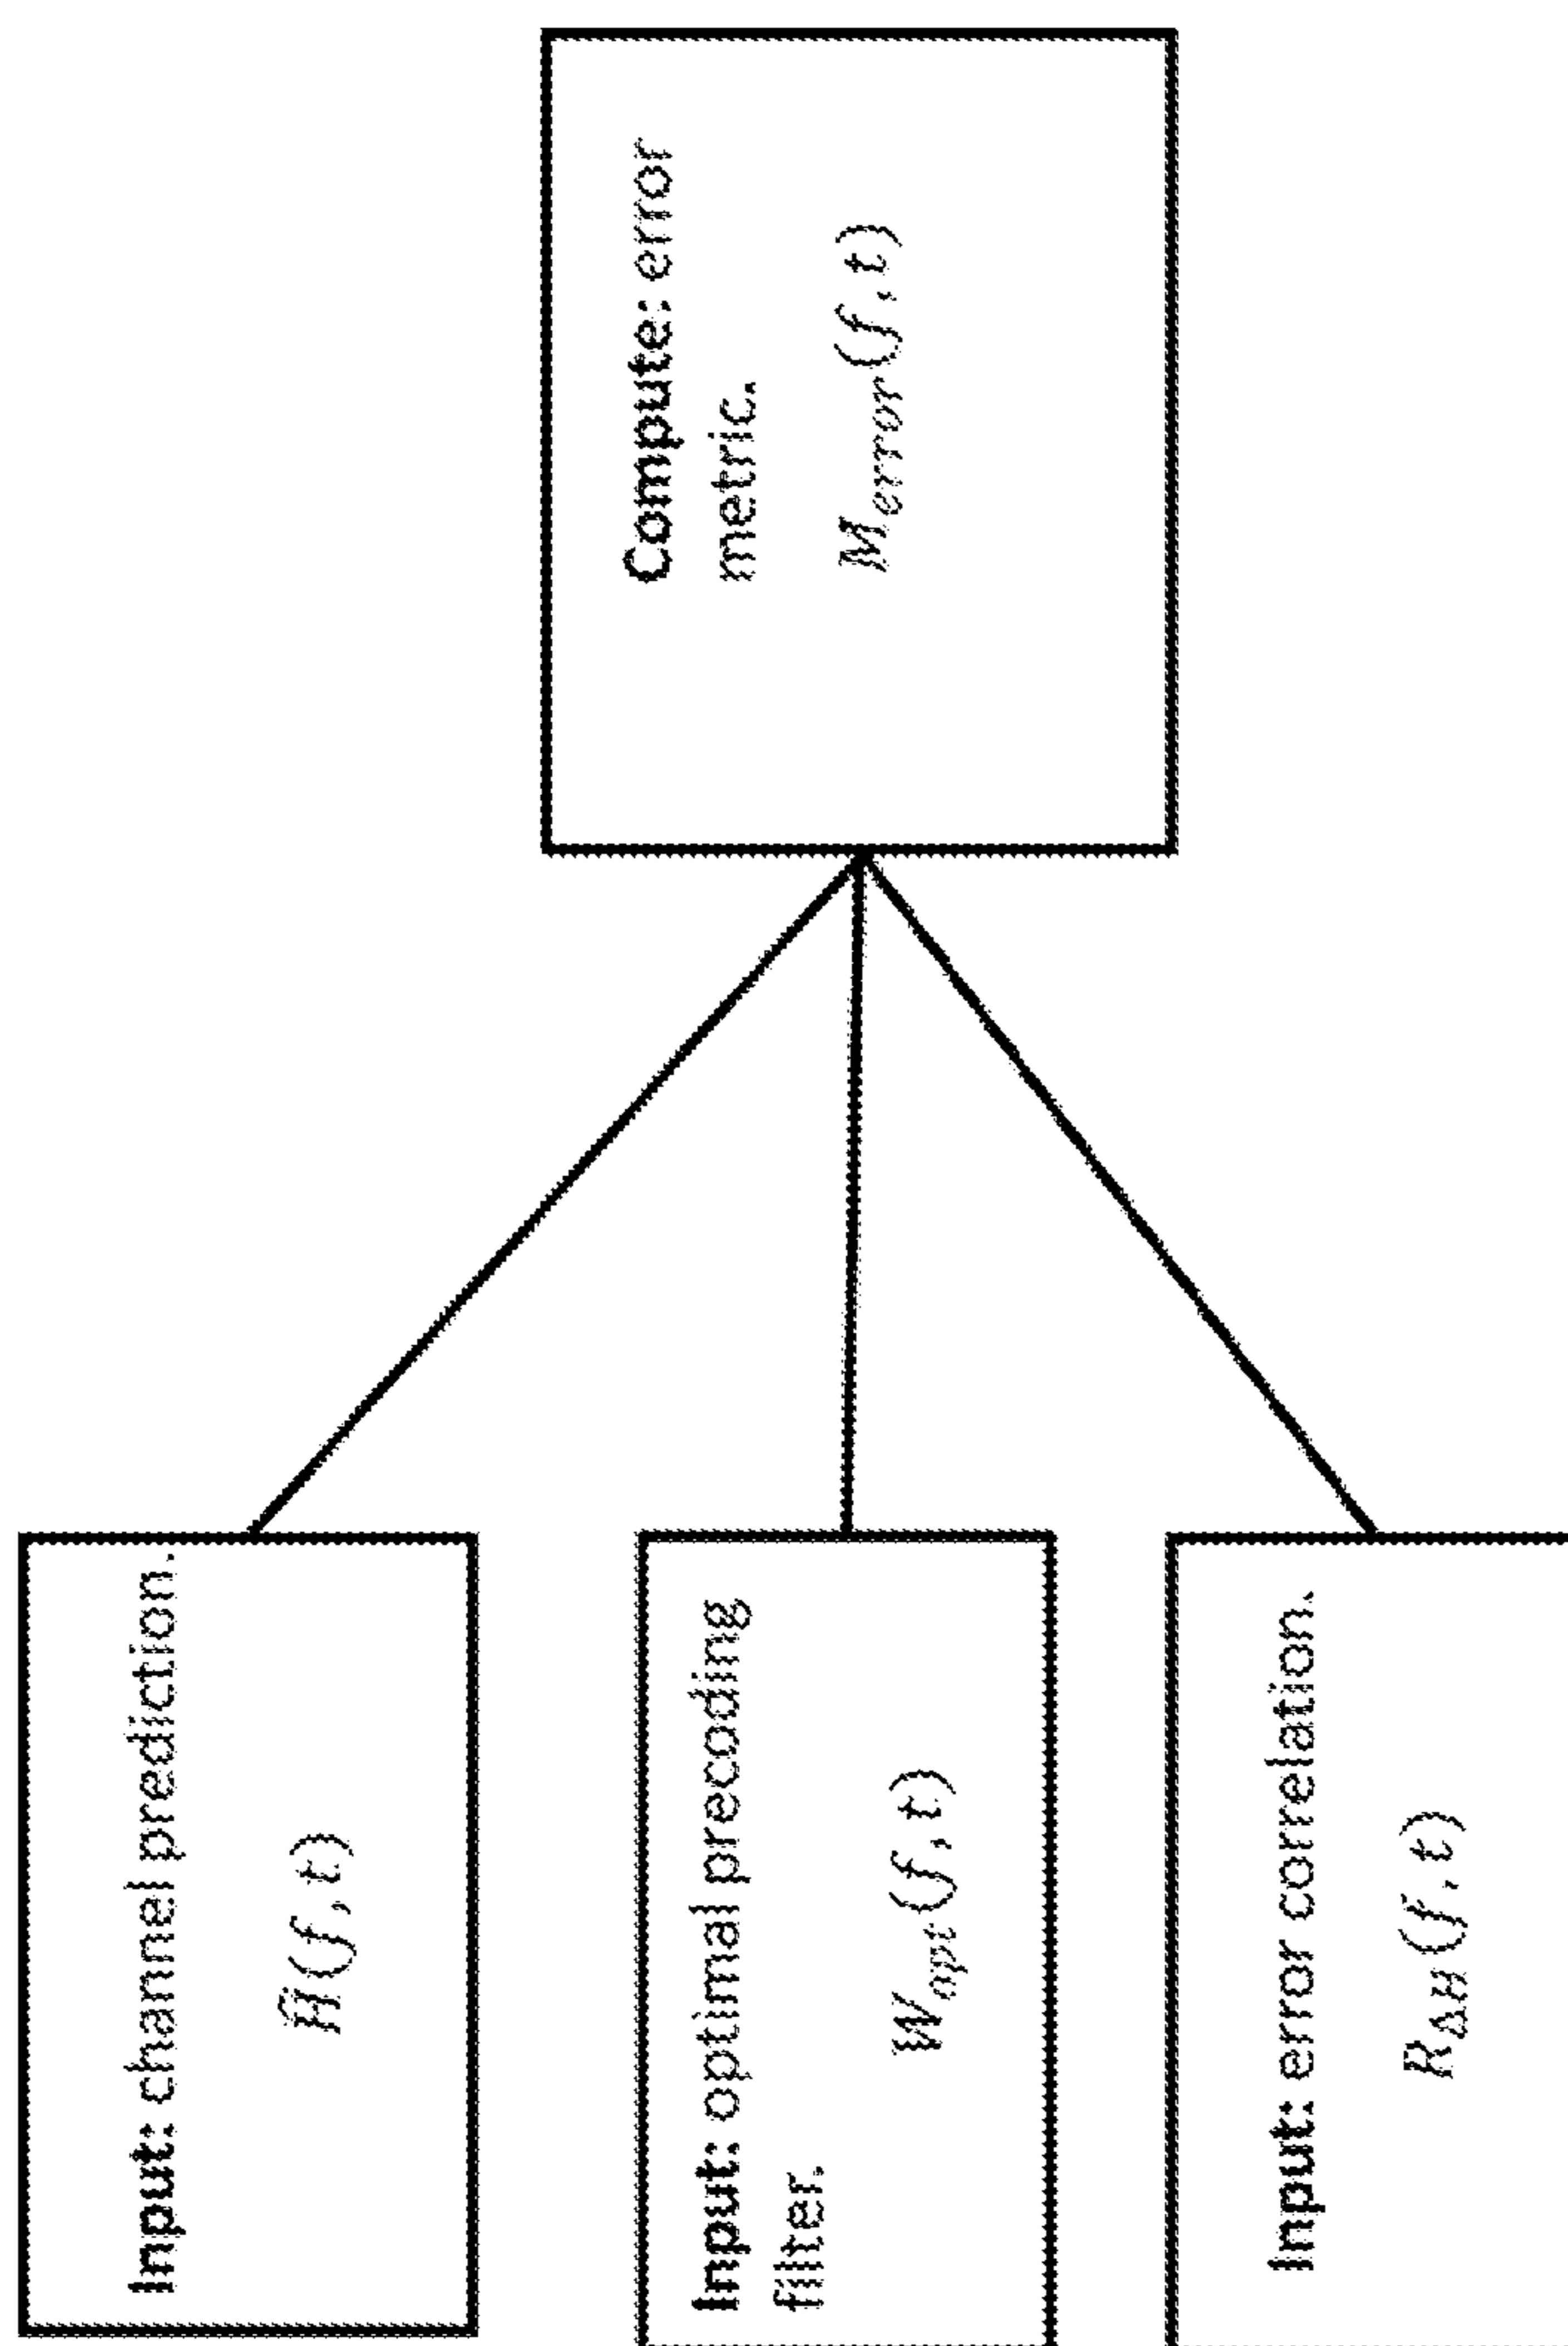 Input: channel prediction.
Ĥ(f,t)
Input: optimal precoding
filter.
W_opt(f,t)
Input: error correlation.
R_ΔH(f,t)
Compute: error
metric.
M_error(f,t)